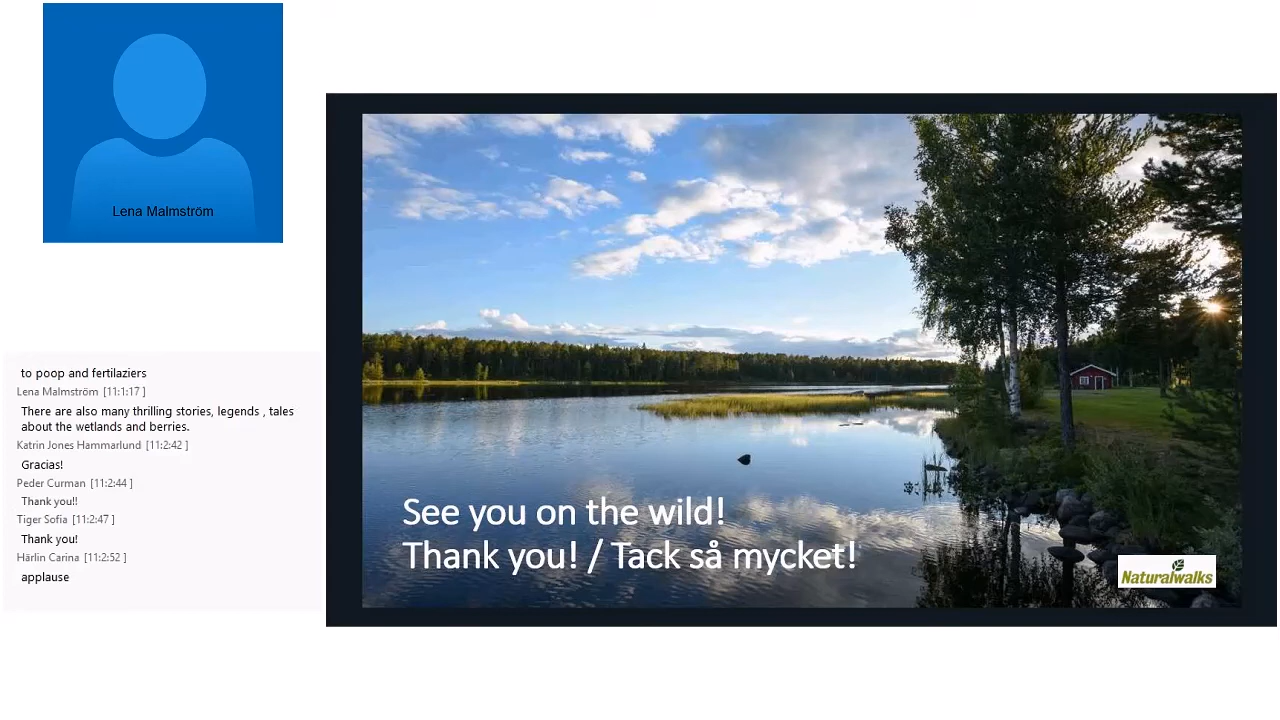 Lena Malmström
to poop and fertilaziers
Lena Malmström [11:1:17 ]
There are also many thrilling stories, legends , tales
about the wetlands and berries.
Katrin Jones Hammarlund [11:2:42 ]
Gracias!
Peder Curman [11:2:44 ]
Thank you!!
Tiger Sofia [11:2:47 ]
Thank you!
Härlin Carina [11:2:52 ]
applause
See you on the wild!
Thank you! / Tack så mycket!
Naturalwalks